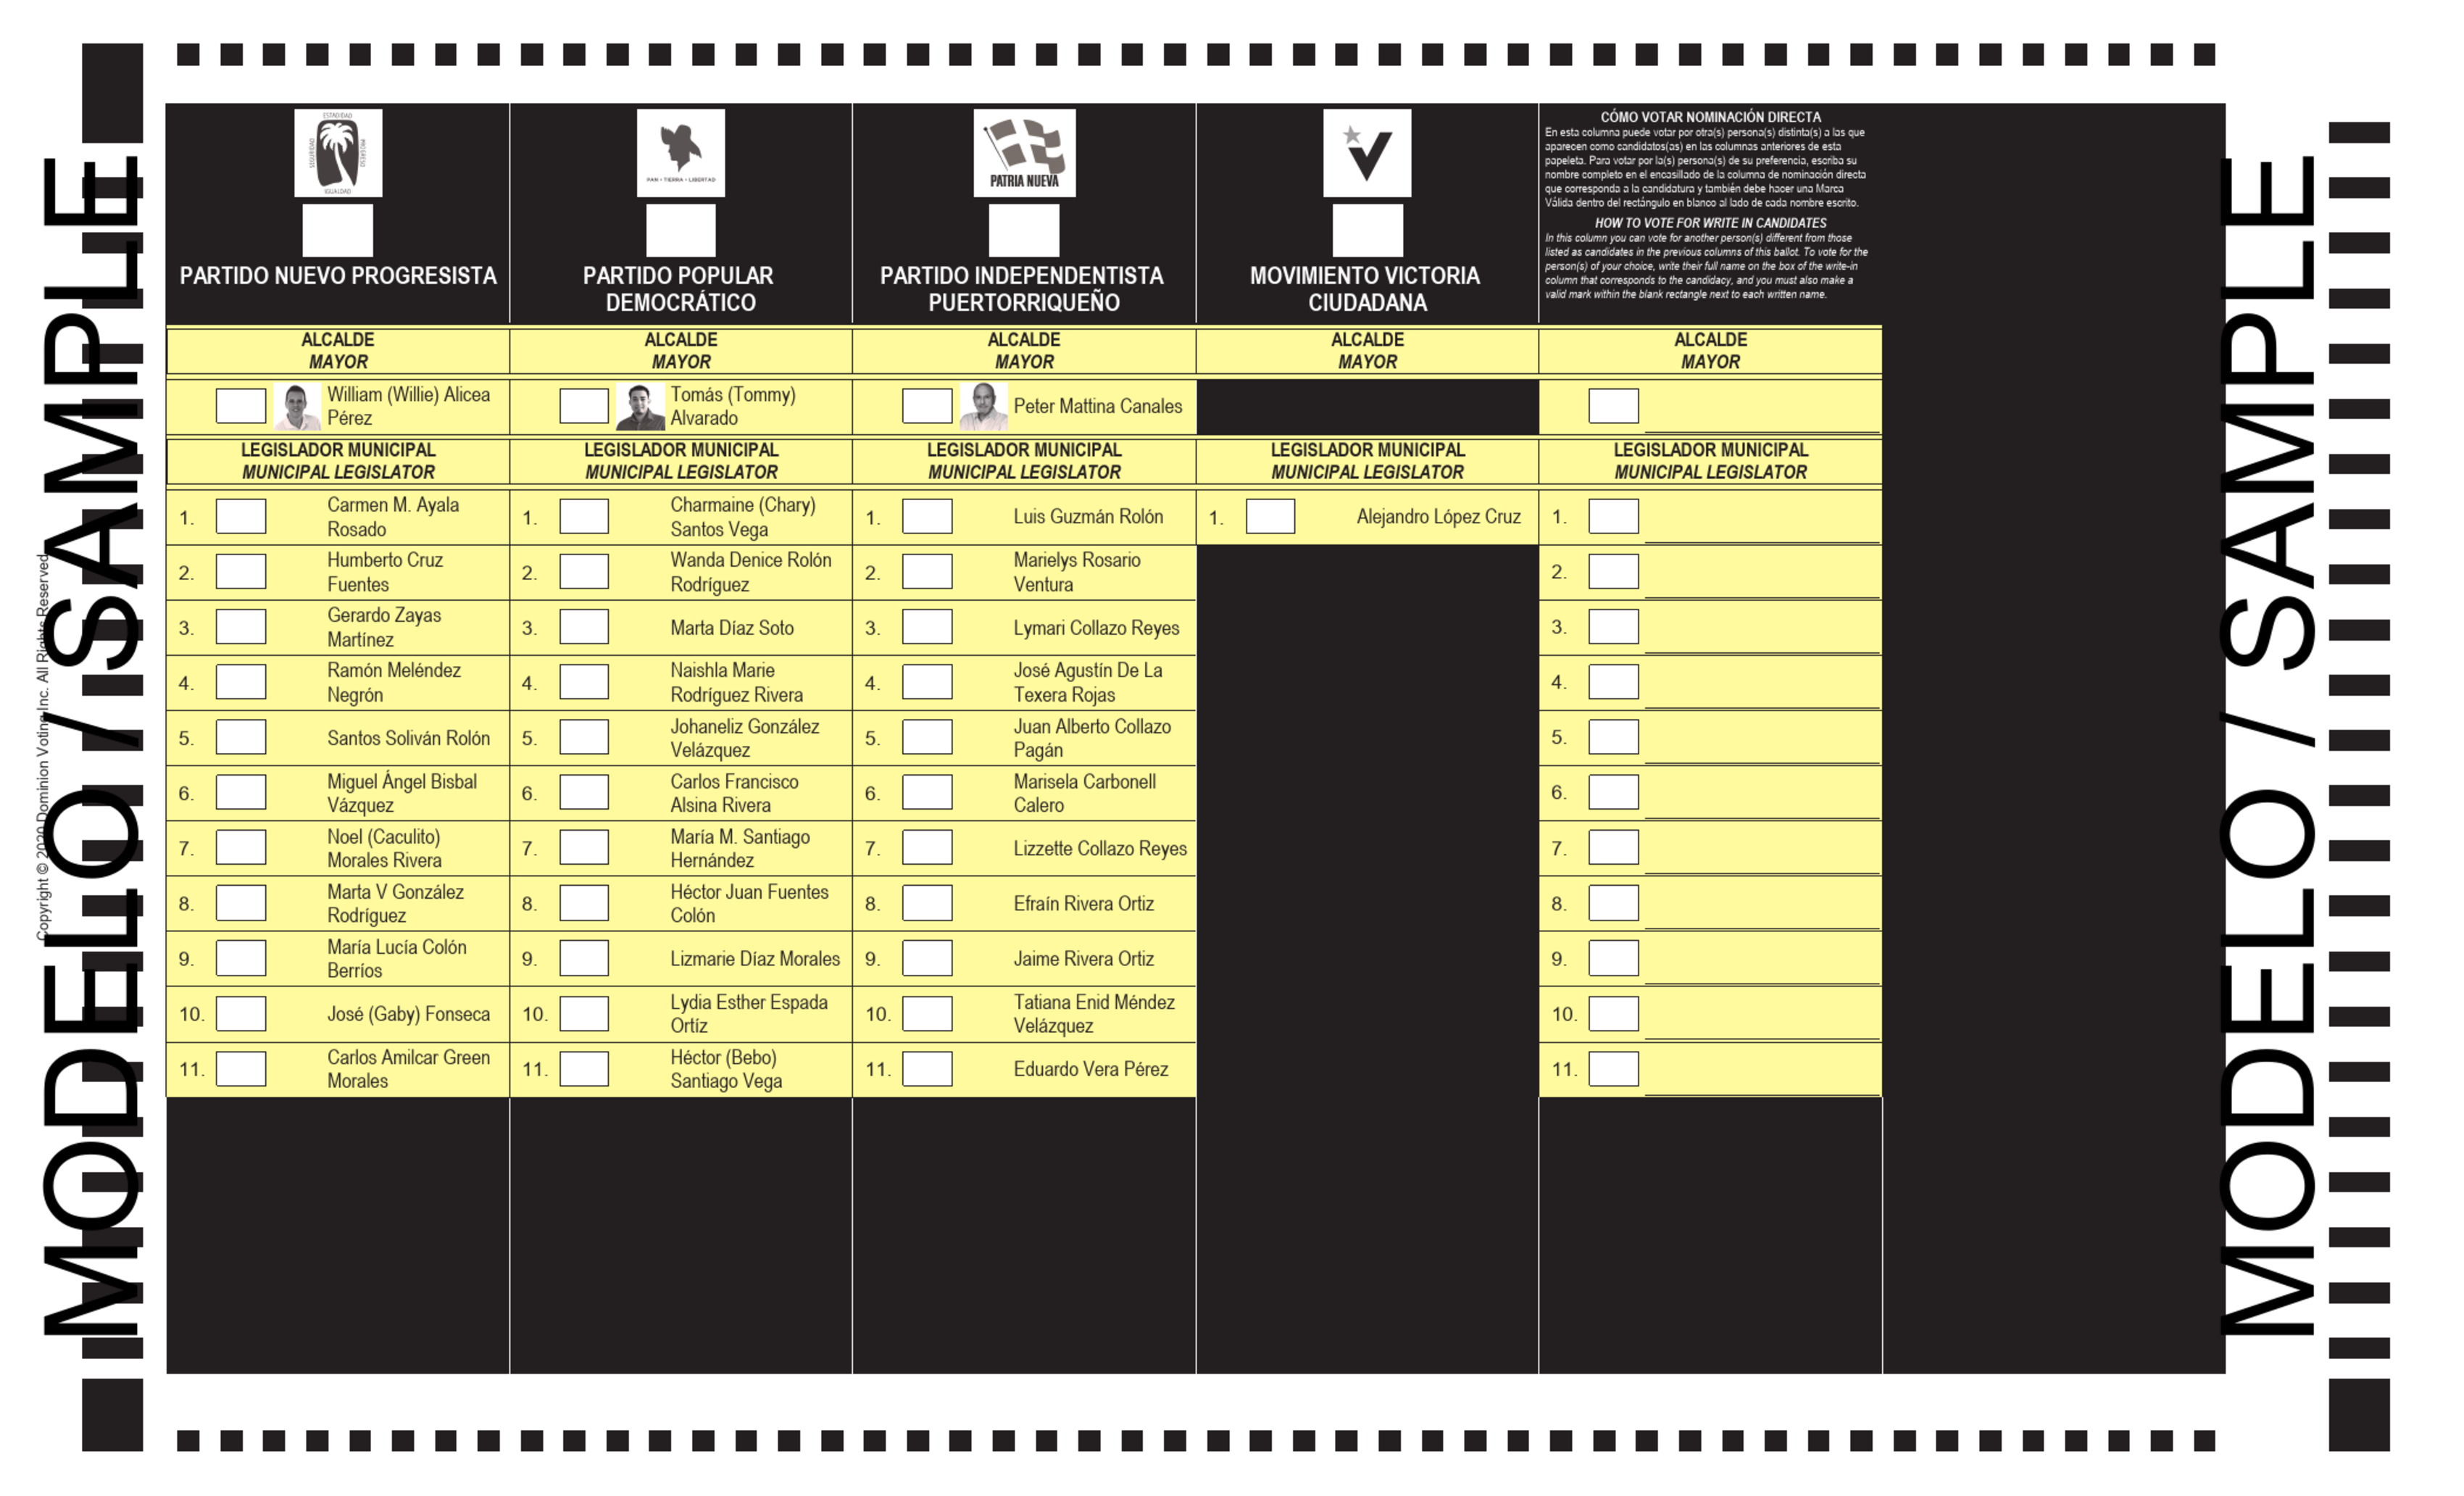 ESTADIDAD
SEGURIDAD
PROGRESO
IGUALDAD
PARTIDO NUEVO PROGRESISTA
PAN • TIERRA • LIBERTAD
PARTIDO POPULAR
DEMOCRÁTICO
PATRIA NUEVA
PARTIDO INDEPENDENTISTA
PUERTORRIQUEÑO
MOVIMIENTO VICTORIA
CIUDADANA
CÓMO VOTAR NOMINACIÓN DIRECTA
En esta columna puede votar por otra(s) persona(s) distinta(s) a las que
aparecen como candidatos(as) en las columnas anteriores de esta
papeleta. Para votar por la(s) persona(s) de su preferencia, escriba su
nombre completo en el encasillado de la columna de nominación directa
que corresponda a la candidatura y también debe hacer una Marca
Válida dentro del rectángulo en blanco al lado de cada nombre escrito.
HOW TO VOTE FOR WRITE IN CANDIDATES
In this column you can vote for another person(s) different from those
listed as candidates in the previous columns of this ballot. To vote for the
person(s) of your choice, write their full name on the box of the write-in
column that corresponds to the candidacy, and you must also make a
valid mark within the blank rectangle next to each written name.
ALCALDE
MAYOR
William (Willie) Alicea
Pérez
LEGISLADOR MUNICIPAL
MUNICIPAL LEGISLATOR
1. Carmen M. Ayala
Rosado
2. Humberto Cruz
Fuentes
3. Gerardo Zayas
Martínez
4. Ramón Meléndez
Negrón
5. Santos Soliván Rolón
6. Miguel Ángel Bisbal
Vázquez
7. Noel (Caculito)
Morales Rivera
8. Marta V González
Rodríguez
9. María Lucía Colón
Berríos
10. José (Gaby) Fonseca
11. Carlos Amilcar Green
Morales
ALCALDE
MAYOR
Tomás (Tommy)
Alvarado
LEGISLADOR MUNICIPAL
MUNICIPAL LEGISLATOR
1. Charmaine (Chary)
Santos Vega
2. Wanda Denice Rolón
Rodríguez
3. Marta Díaz Soto
4. Naishla Marie
Rodríguez Rivera
5. Johaneliz González
Velázquez
6. Carlos Francisco
Alsina Rivera
7. María M. Santiago
Hernández
8. Héctor Juan Fuentes
Colón
9. Lizmarie Díaz Morales
10. Lydia Esther Espada
Ortíz
11. Héctor (Bebo)
Santiago Vega
ALCALDE
MAYOR
Peter Mattina Canales
LEGISLADOR MUNICIPAL
MUNICIPAL LEGISLATOR
1. Luis Guzmán Rolón
2. Marielys Rosario
Ventura
3. Lymari Collazo Reyes
4. José Agustín De La
Texera Rojas
5. Juan Alberto Collazo
Pagán
6. Marisela Carbonell
Calero
7. Lizzette Collazo Reyes
8. Efraín Rivera Ortiz
9. Jaime Rivera Ortiz
10. Tatiana Enid Méndez
Velázquez
11. Eduardo Vera Pérez
ALCALDE
MAYOR
LEGISLADOR MUNICIPAL
MUNICIPAL LEGISLATOR
1. Alejandro López Cruz
ALCALDE
MAYOR
LEGISLADOR MUNICIPAL
MUNICIPAL LEGISLATOR
1.
2.
3.
4.
5.
6.
7.
8.
9.
10.
11.
MODELO / SAMPLE
MODELO / SAMPLE
Copyright © 2020 Dominion Voting Inc. All Rights Reserved